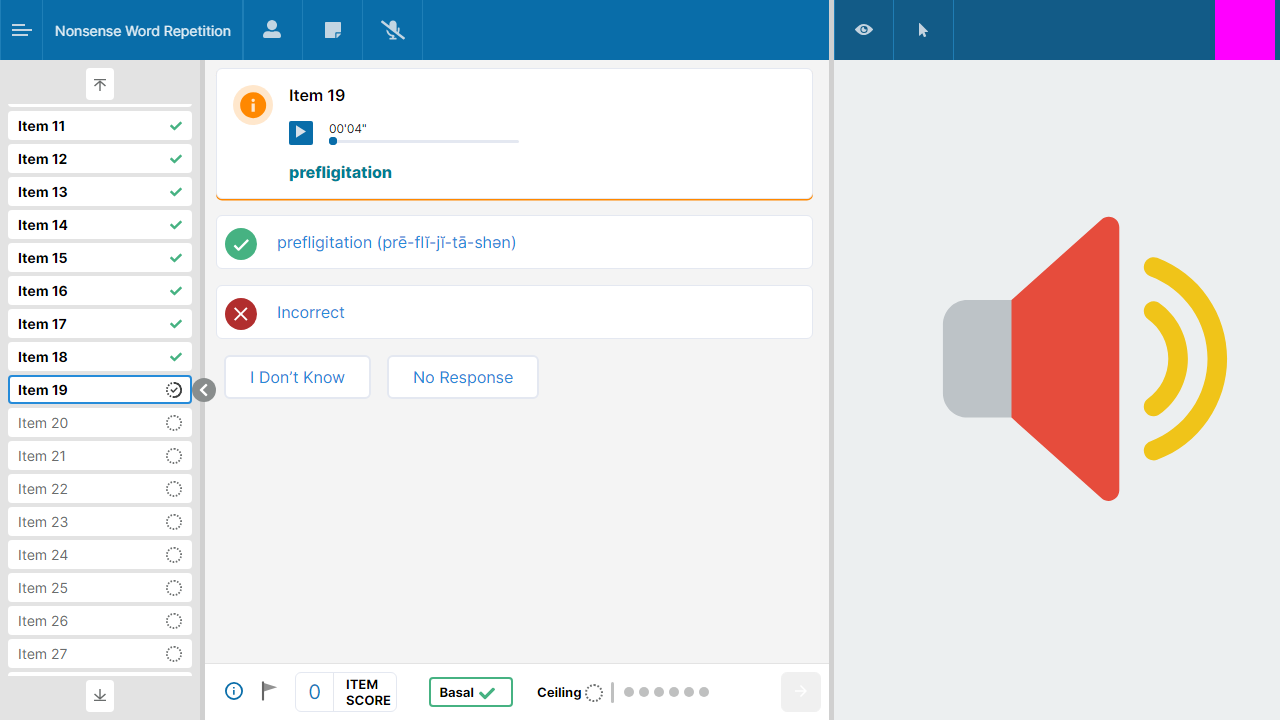 Nonsense Word Repetition
Item 11
Item 12
Item 13
Item 14
Item 15
Item 16
Item 17
Item 18
Item 19
Item 20
Item 21
Item 22
Item 23
Item 24
Item 25
Item 26
Item 27
Item 19
00'04"
prefligitation
prefligitation (prē-flĭ-jĭ-tā-shən)
Incorrect
I Don’t Know
No Response
0
ITEM
SCORE
Basal
Ceiling